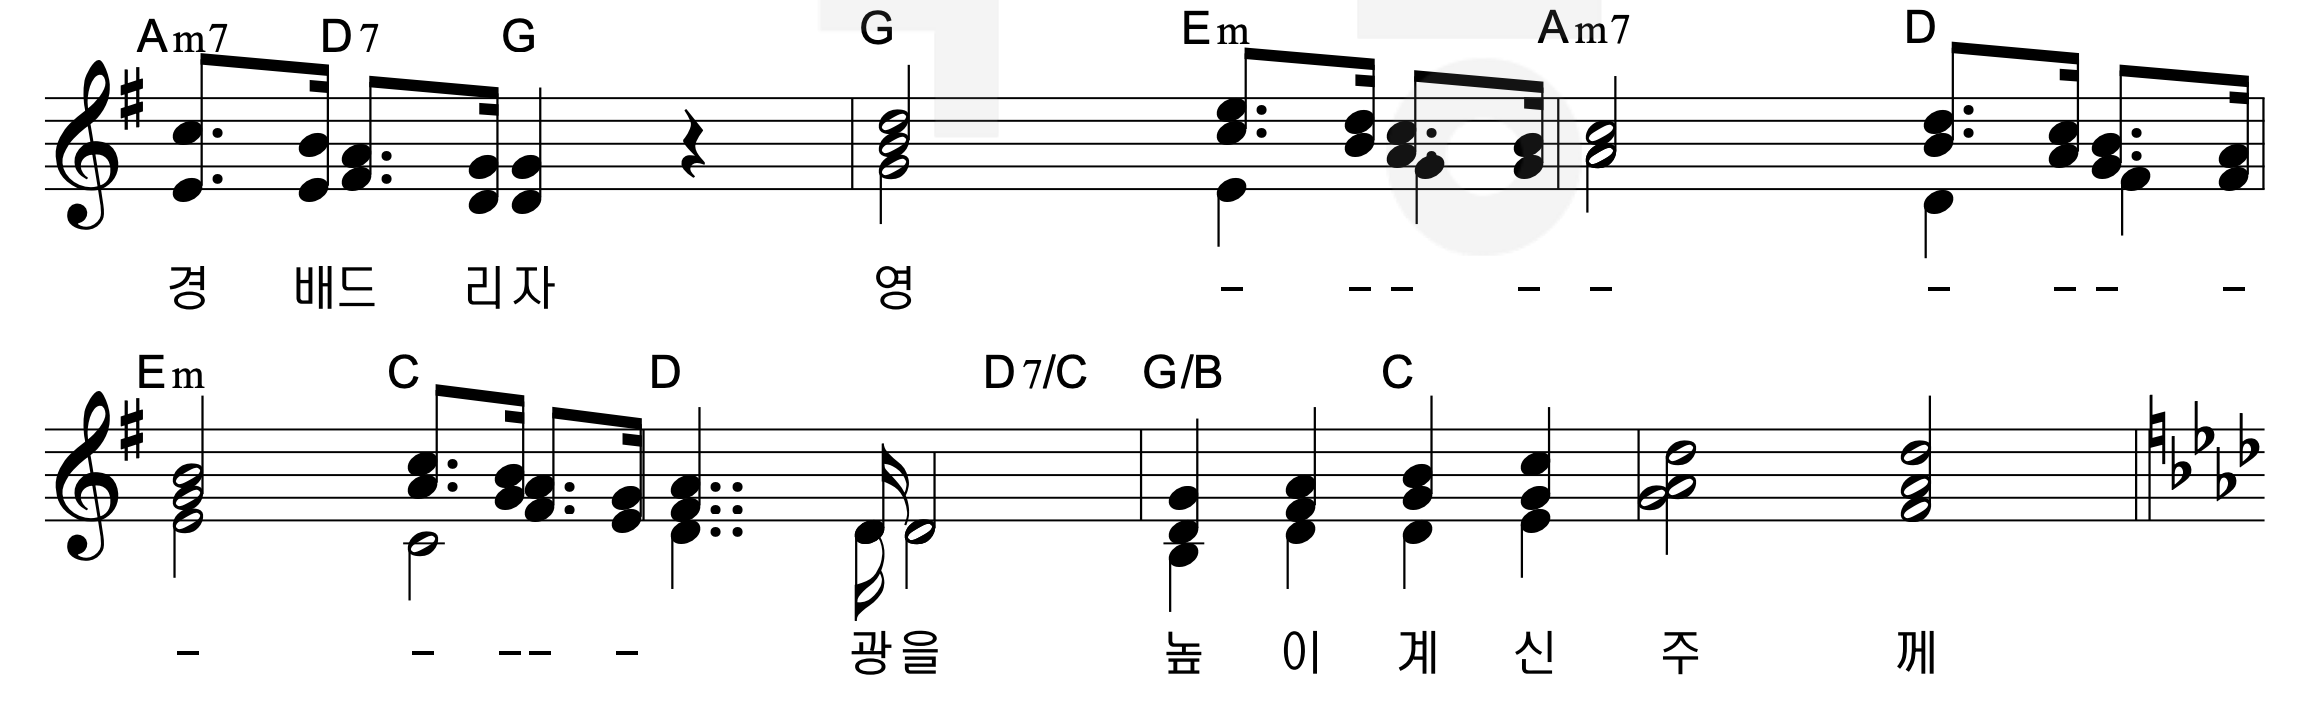 Am7 D7 G G Em Am7 D
경 배드 리자 영 - -- - - - -- -
Em C D D7/C G/B C
- - -- - 광을 높 이 계 신 주 께